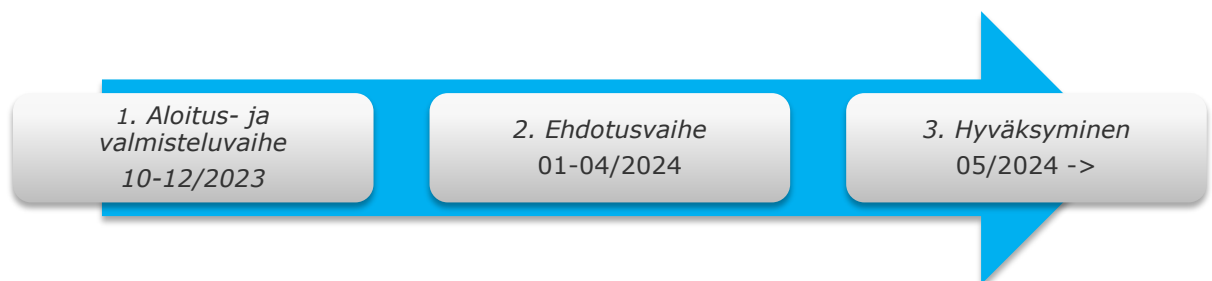 1. Aloitus- ja
valmisteluvaihe
10-12/2023
2. Ehdotusvaihe
01-04/2024
3. Hyväksyminen
05/2024 ->